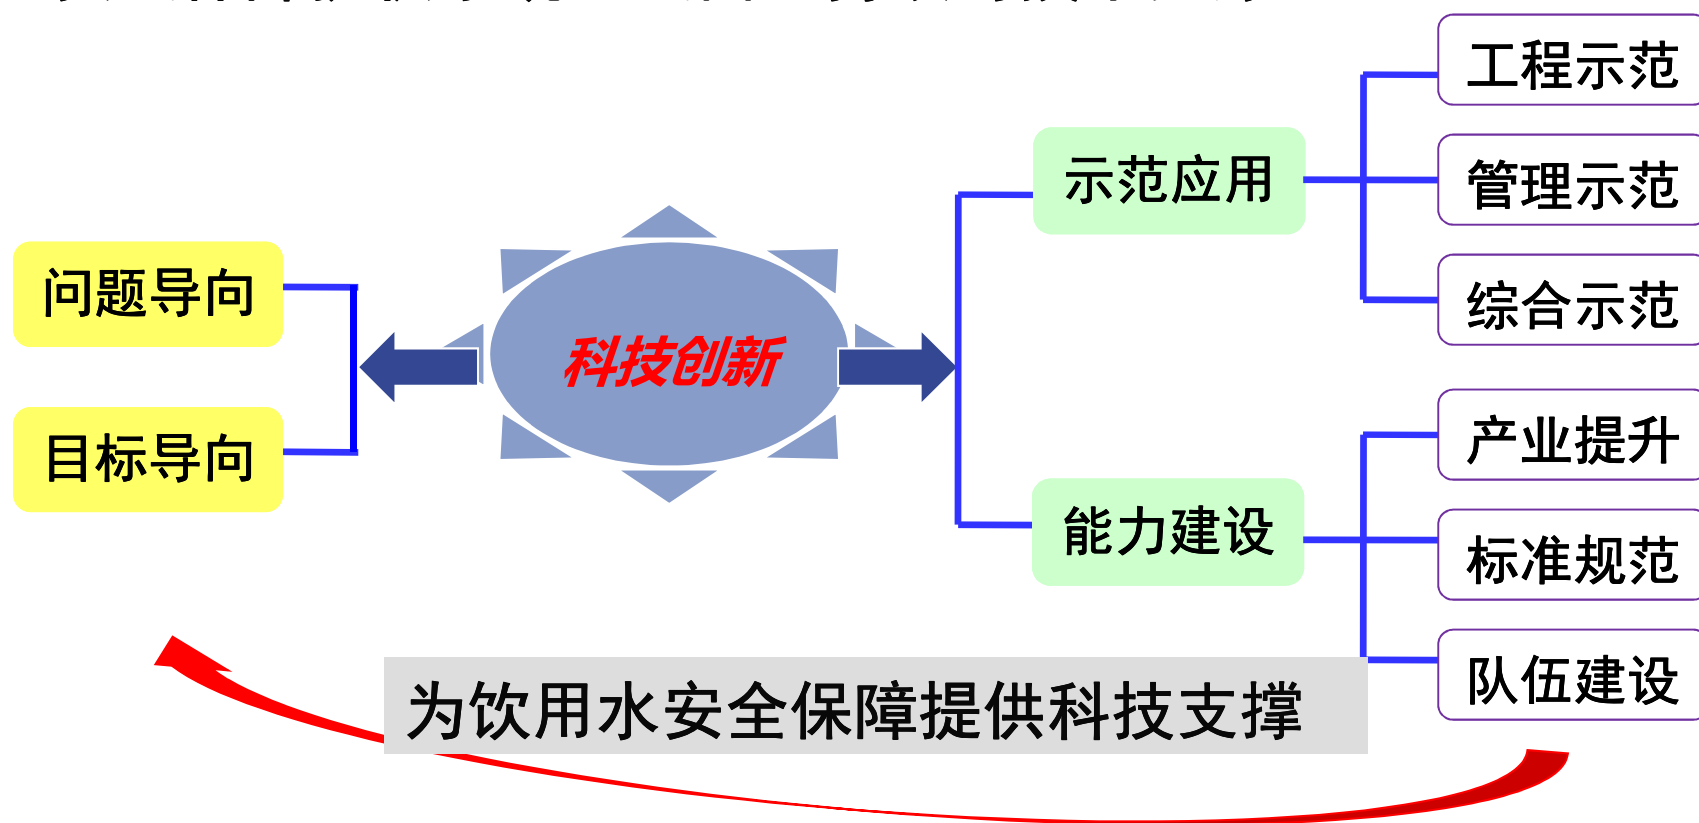 工程示范
管理示范
综合示范
示范应用
问题导向
目标导向
科技创新
产业提升
能力建设
标准规范
队伍建设
为饮用水安全保障提供科技支撑